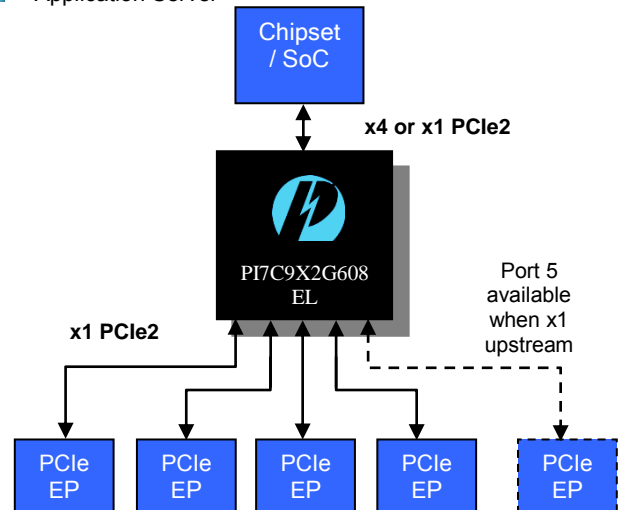 Application Server
Chipset
/ SoC
x4 or x1 PCIe2
PI7C9X2G608
EL
Port 5
available
when x1
upstream
x1 PCIe2
PCIe
EP
PCIe
EP
PCIe
EP
PCIe
EP
PCIe
EP